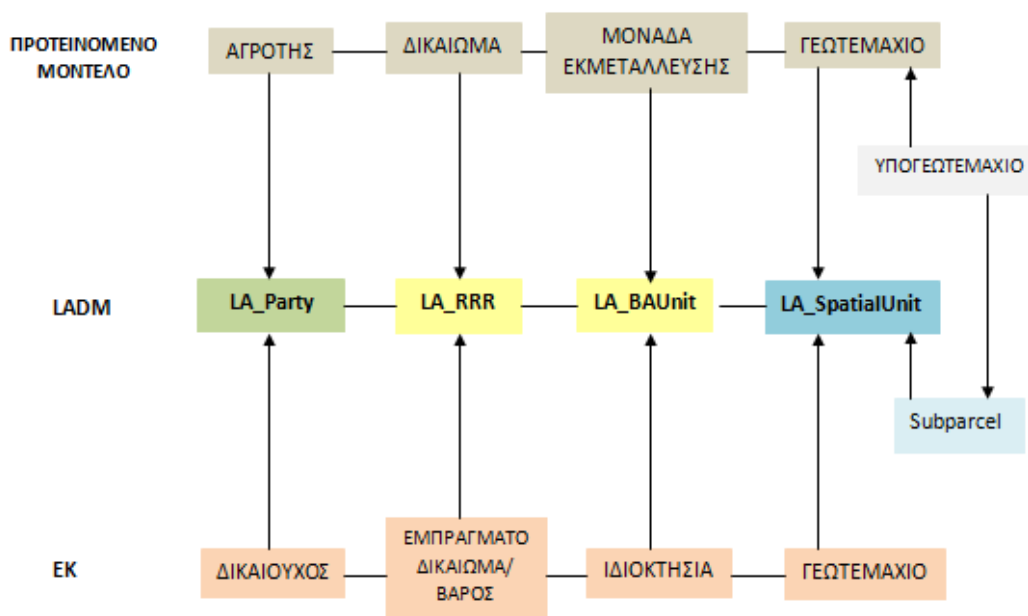 ΠΡΟΤΕΙΝΟΜΕΝΟ
ΜΟΝΤΕΛΟ
ΑΓΡΟΤΗΣ
ΔΙΚΑΙΩΜΑ
ΜΟΝΑΔΑ
ΕΚΜΕΤΑΛΛΕΥΣΗΣ
ΓΕΩΤΕΜΑΧΙΟ
ΥΠΟΓΕΩΤΕΜΑΧΙΟ
LADM
LA_Party
LA_RRR
LA_BAUnit
LA_SpatialUnit
Subparcel
ΕΚ
ΔΙΚΑΙΟΥΧΟΣ
ΕΜΠΡΑΓΜΑΤΟ
ΔΙΚΑΙΩΜΑ/
ΒΑΡΟΣ
ΙΔΙΟΚΤΗΣΙΑ
ΓΕΩΤΕΜΑΧΙΟ